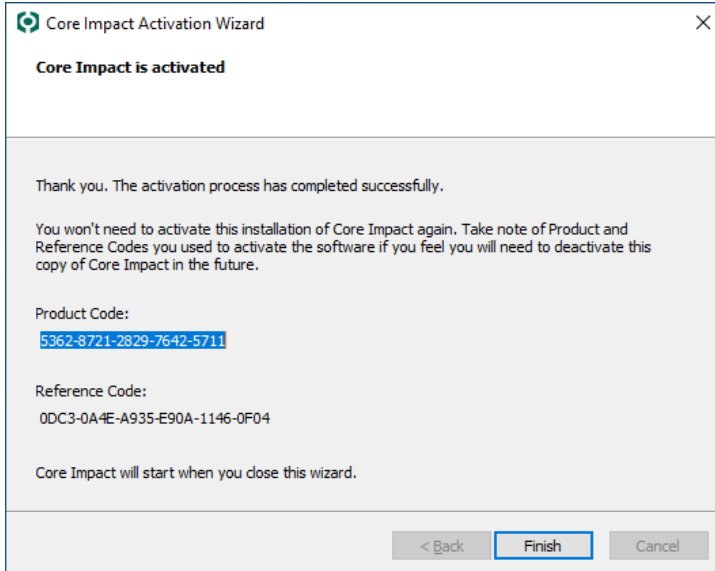 Core Impact Activation Wizard
Core Impact is activated
Thank you. The activation process has completed successfully.
You won't need to activate this installation of Core Impact again. Take note of Product and
Reference Codes you used to activate the software if you feel you will need to deactivate this
copy of Core Impact in the future.
Product Code:
5362-8721-2829-7642-5711
Reference Code:
0DC3-0A4E-A935-E90A-1146-0F04
Core Impact will start when you close this wizard.
< Back Finish Cancel